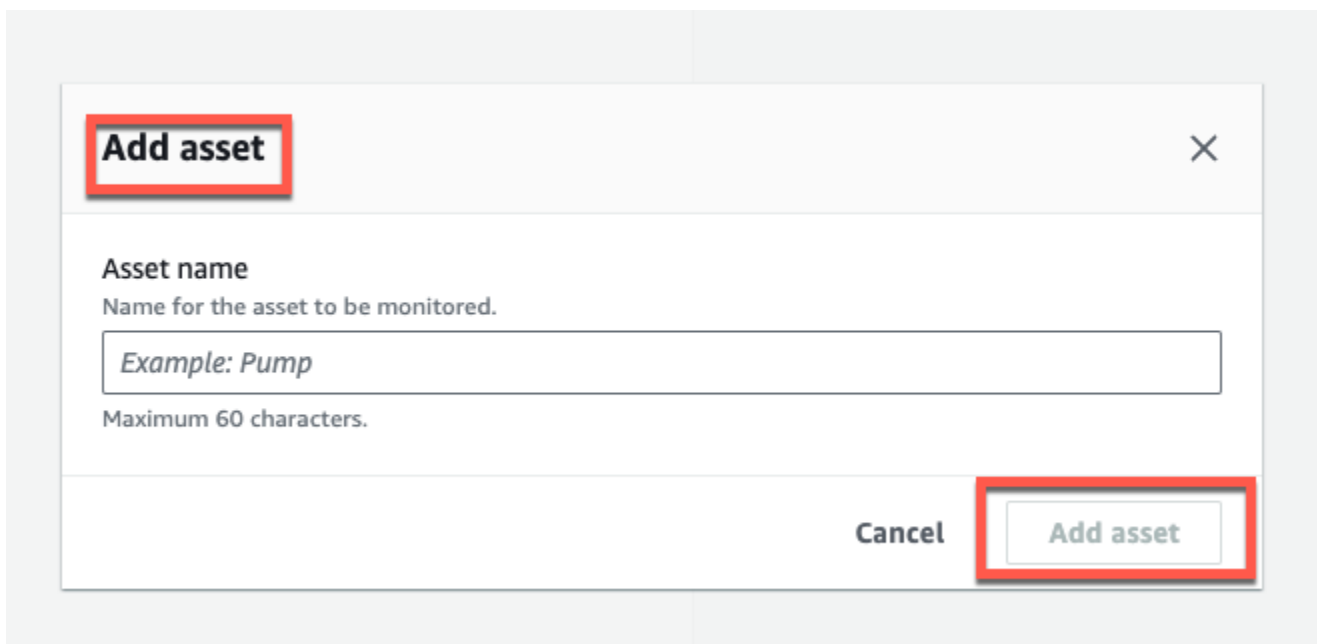 Add asset
Asset name
Name for the asset to be monitored.
Example: Pump
Maximum 60 characters.
Cancel Add asset